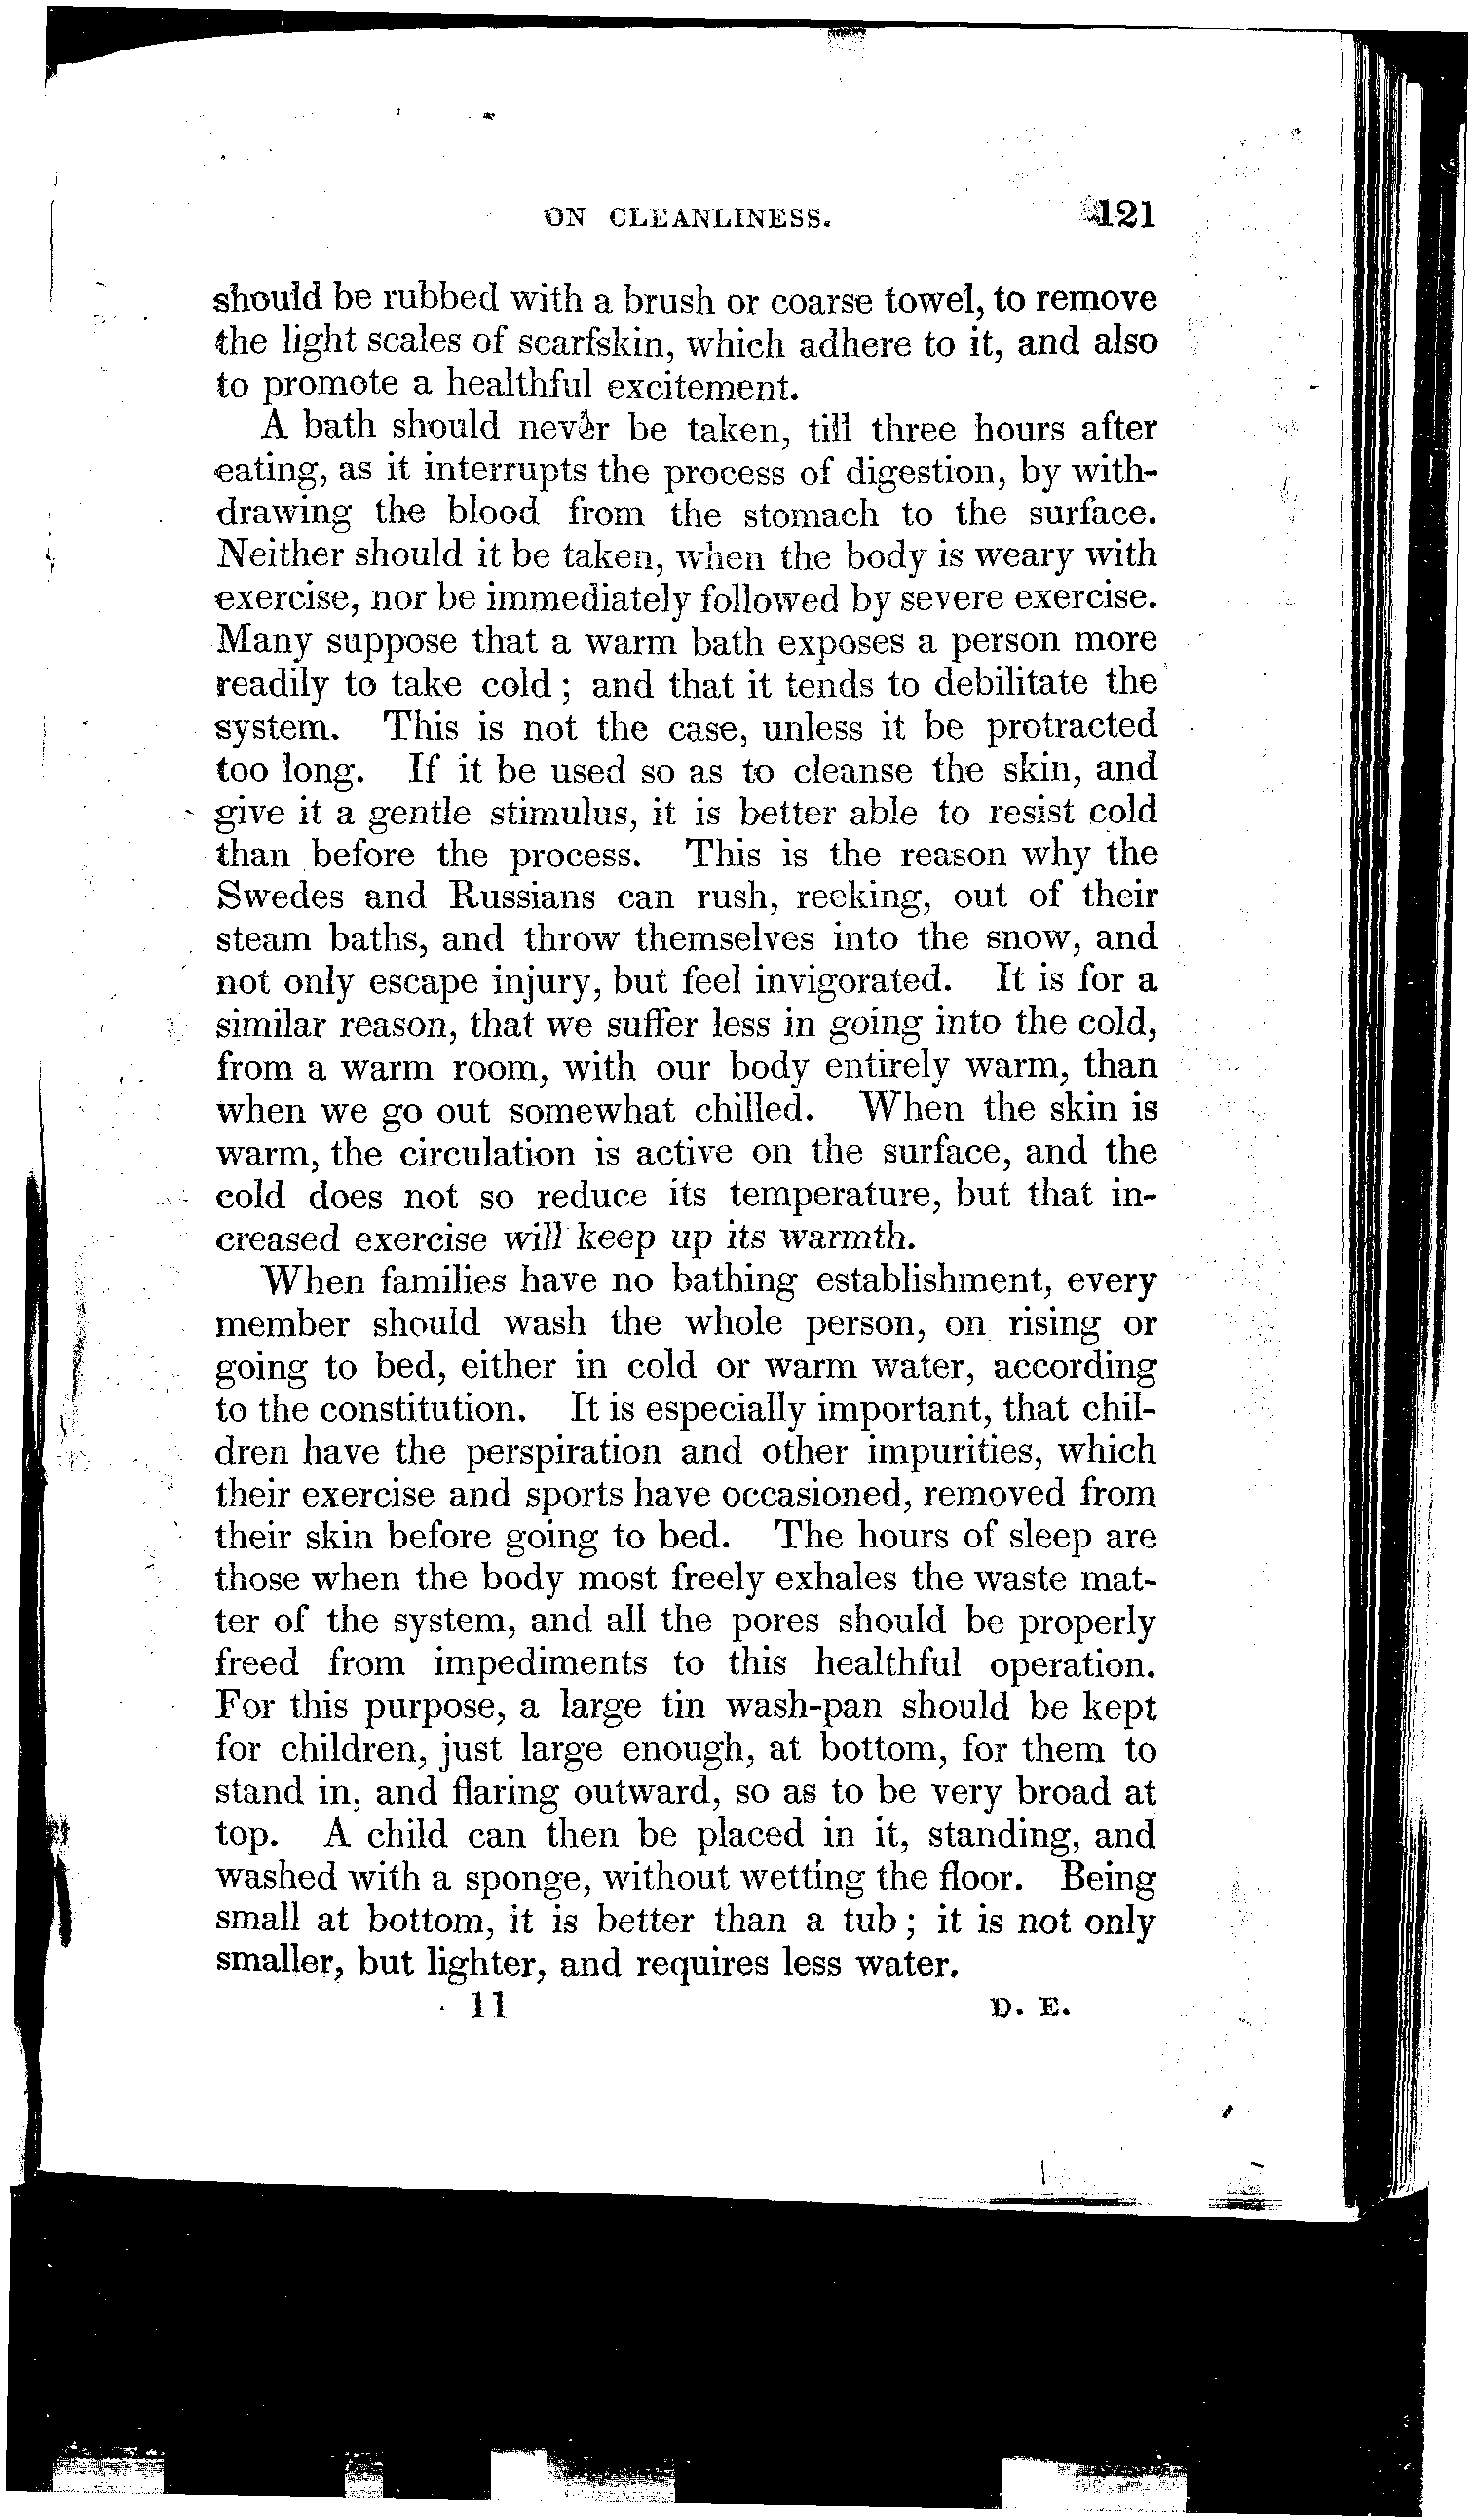 ON CLEANLINESS. 121
should be rubbed with a brush or coarse towel, to remove
the light scales of scarfskin, which adhere to it, and also
to promote a healthful excitement.
A bath should never be taken, till three hours after
eating, as it interrupts the process of digestion, by with-
drawing the blood from the stomach to the surface.
Neither should it be taken, when the body is weary with
exercise, nor be immediately followed by severe exercise.
Many suppose that a warm bath exposes a person more
readily to take cold; and that it tends to debilitate the
system. This is not the case, unless it be protracted
too long. If it be used so as to cleanse the skin, and
give it a gentle stimulus, it is better able to resist cold
than before the process. This is the reason why the
Swedes and Russians can rush, reeking, out of their
steam baths, and throw themselves into the snow, and
not only escape injury, but feel invigorated. It is for a
similar reason, that we suffer less in going into the cold,
from a warm room, with our body entirely warm, than
when we go out somewhat chilled. When the skin is
warm, the circulation is active on the surface, and the
cold does not so reduce its temperature, but that in-
creased exercise will keep up its warmth.
When families have no bathing establishment, every
member should wash the whole person, on rising or
going to bed, either in cold or warm water, according
to the constitution. It is especially important, that chil-
dren have the perspiration and other impurities, which
their exercise and sports have occasioned, removed from
their skin before going to bed. The hours of sleep are
those when the body most freely exhales the waste mat-
ter of the system, and all the pores should be properly
freed from impediments to this healthful operation.
For this purpose, a large tin wash-pan should be kept
for children, just large enough, at bottom, for them to
stand in, and flaring outward, so as to be very broad at
top. A child can then be placed in it, standing, and
washed with a sponge, without wetting the floor. Being
small at bottom, it is better than a tub; it is not only
smaller, but lighter, and requires less water.
11 D. E.